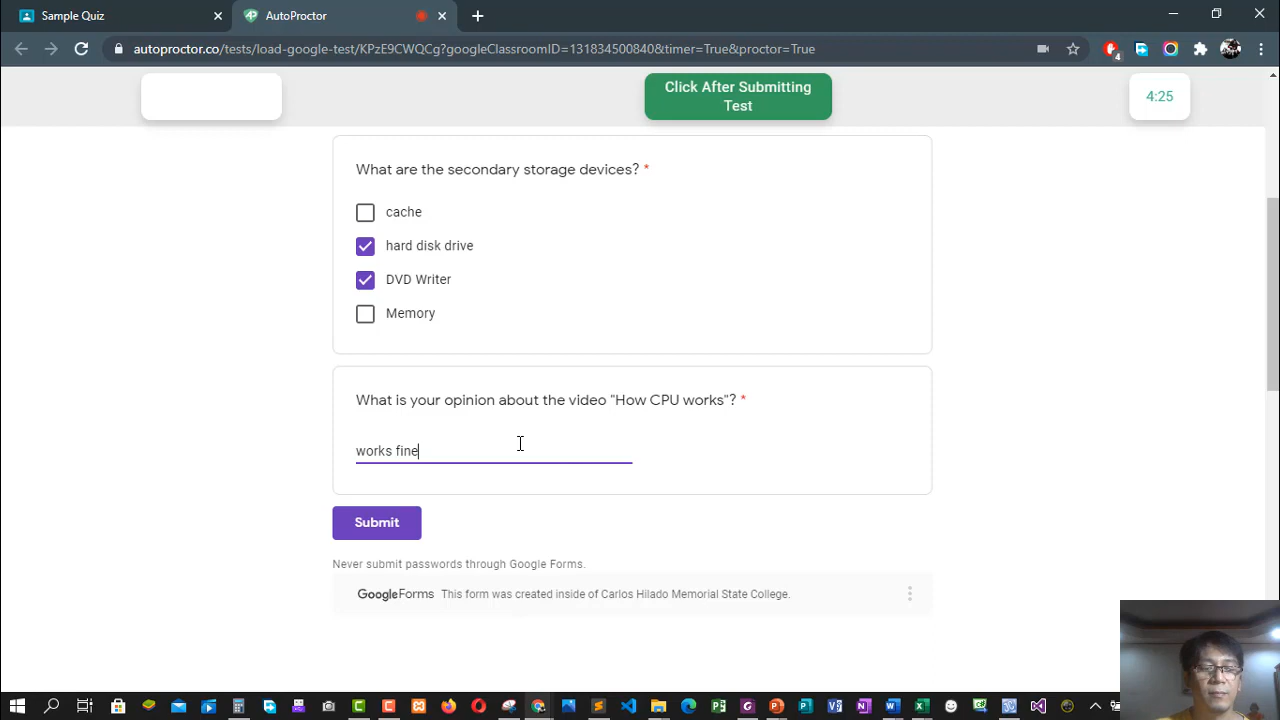 Sample Quiz
AutoProctor
autoproctor.co/tests/load-google-test/KPzE9CWQCg?googleClassroomID=131834500840&timer=True&proctor=True
4
Click After Submitting
Test
4:25
What are the secondary storage devices? *
cache
hard disk drive
DVD Writer
Memory
What is your opinion about the video "How CPU works"? *
works fine
Submit
Never submit passwords through Google Forms.
Google Forms This form was created inside of Carlos Hilado Memorial State College.